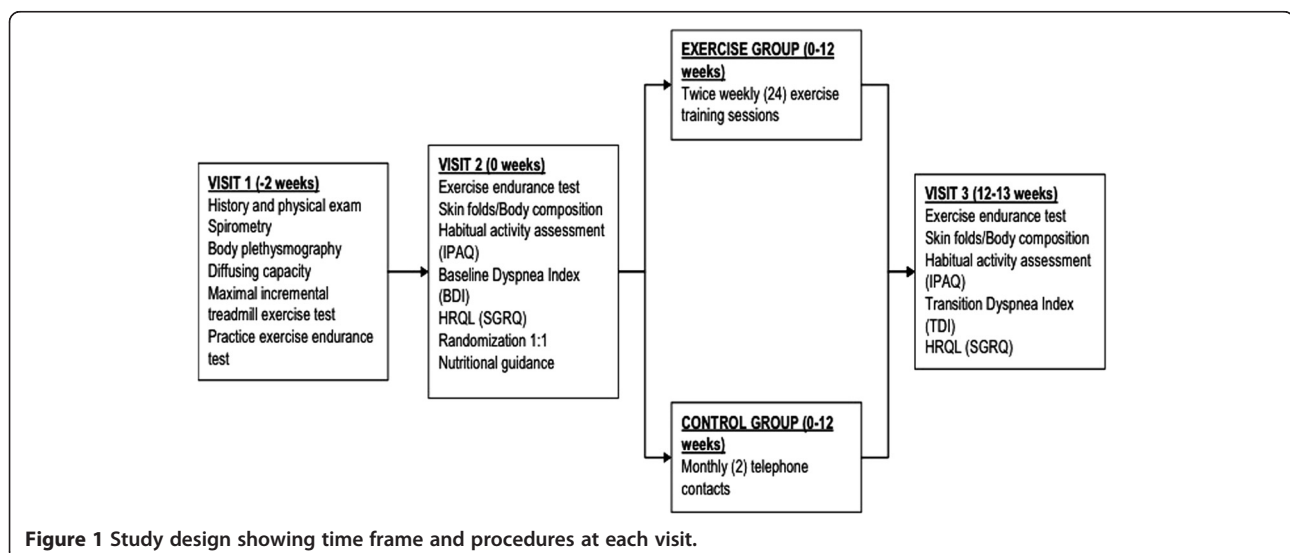 EXERCISE GROUP (0-12
weeks)
Twice weekly (24) exercise
training sessions
VISIT 1 (-2 weeks)
History and physical exam
Spirometry
Body plethysmography
Diffusing capacity
Maximal incremental
treadmill exercise test
Practice exercise endurance
test
VISIT 2 (0 weeks)
Exercise endurance test
Skin folds/Body composition
Habitual activity assessment
(IPAQ)
Baseline Dyspnea Index
(BDI)
HRQL (SGRQ)
Randomization 1:1
Nutritional guidance
VISIT 3 (12-13 weeks)
Exercise endurance test
Skin folds/Body composition
Habitual activity assessment
(IPAQ)
Transition Dyspnea Index
(TDI)
HRQL (SGRQ)
CONTROL GROUP (0-12
weeks)
Monthly (2) telephone
contacts
Figure 1 Study design showing time frame and procedures at each visit.